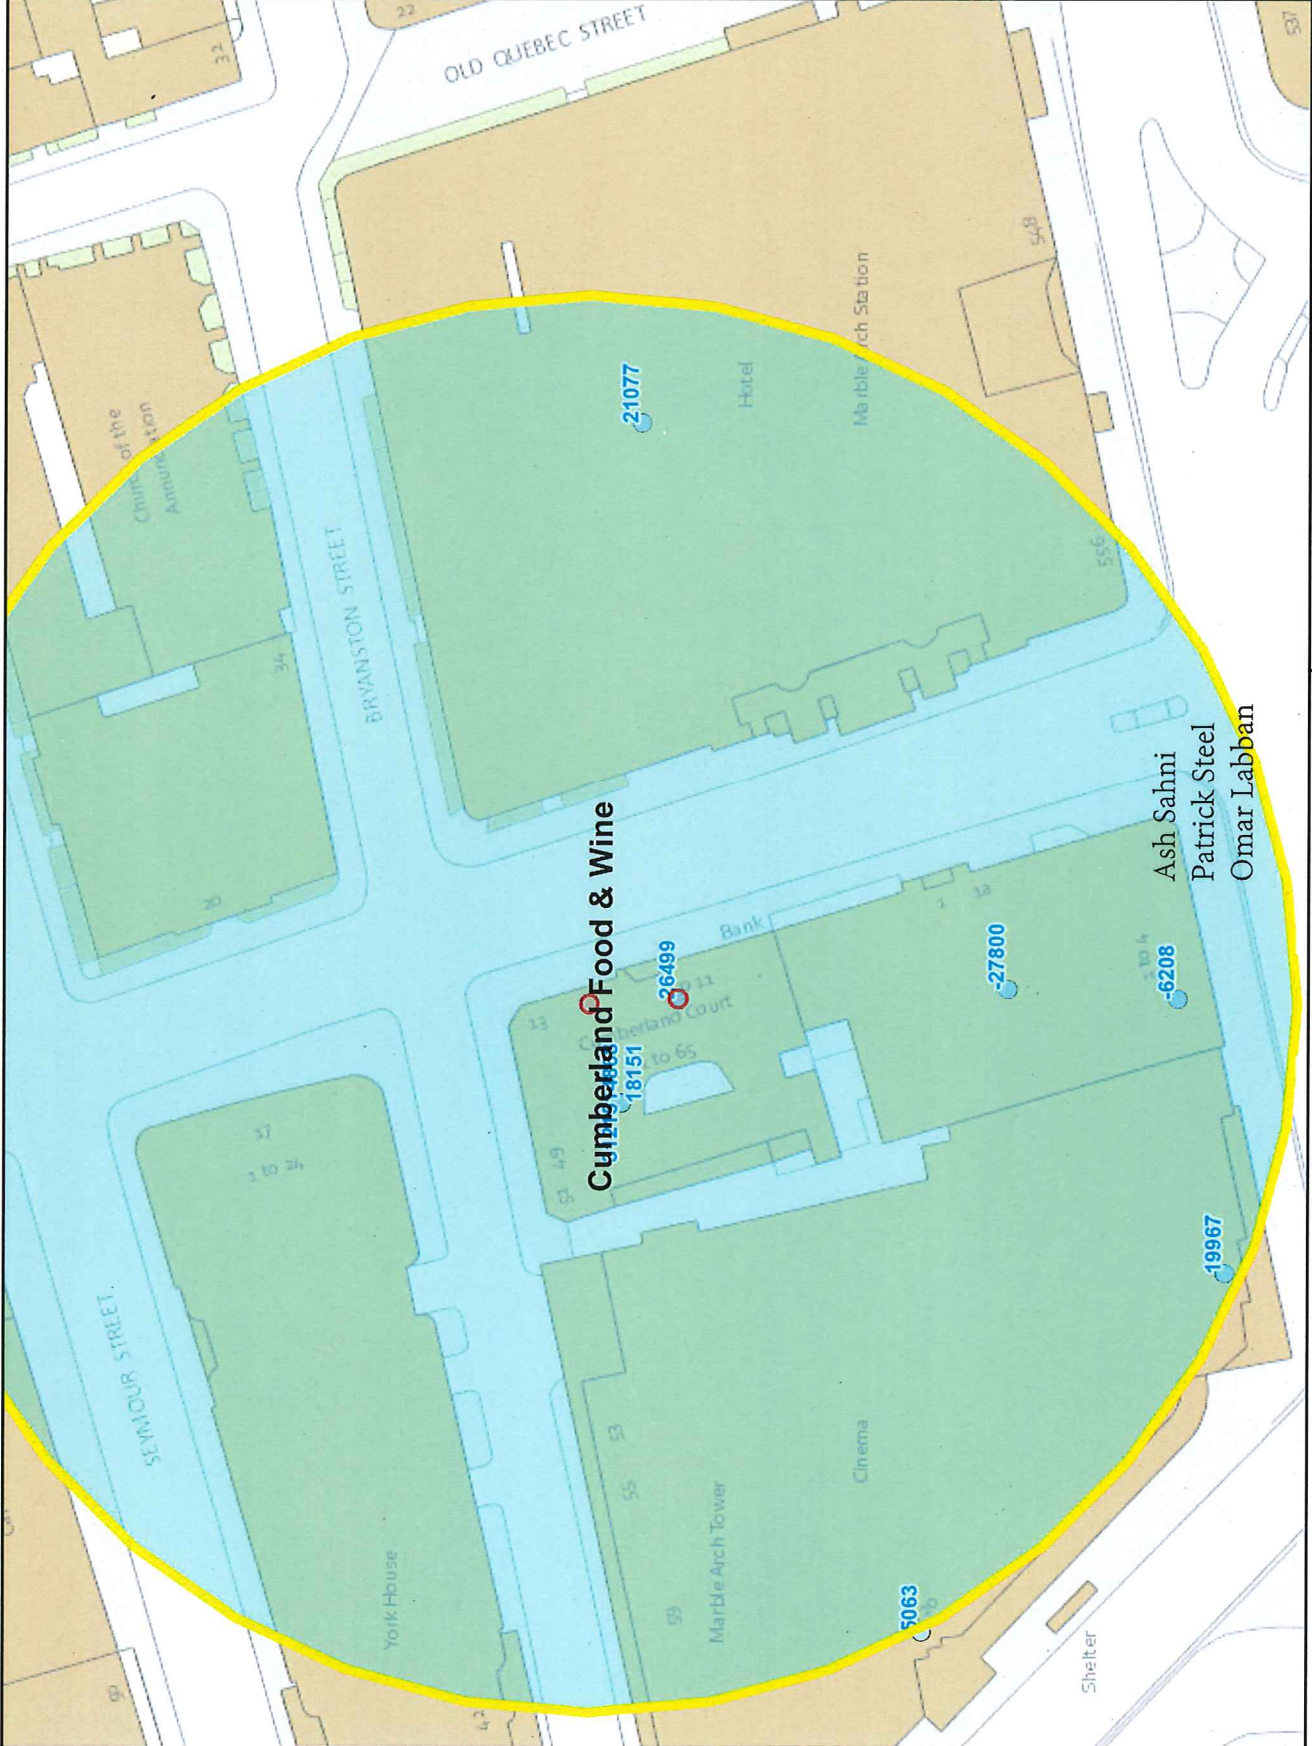 OLD QUEBEC STREET
22
32
537
548
Church of the
Annunciation
Marble Arch Station
Hotel
21077
556
BRYANSTON STREET
34
20
Cumberland Food & Wine
Ash Sahni
Patrick Steel
Omar Labban
Bank
26499
Cumberland Court
13
18151
to 65
-27800
-6208
37
1 to 24
49
51
19967
SEYMOUR STREET
53
55
59
Cinema
Marble Arch Tower
York House
5063
Shelter
42